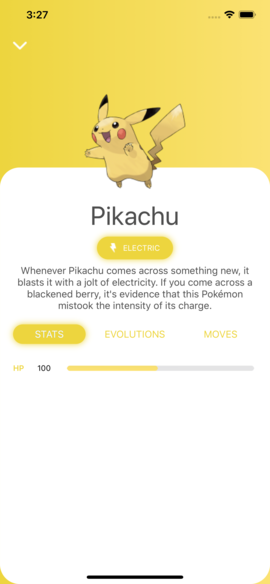 3:27
Pikachu
ELECTRIC
Whenever Pikachu comes across something new, it
blasts it with a jolt of electricity. If you come across a
blackened berry, it's evidence that this Pokémon
mistook the intensity of its charge.
STATS EVOLUTIONS MOVES
HP 100